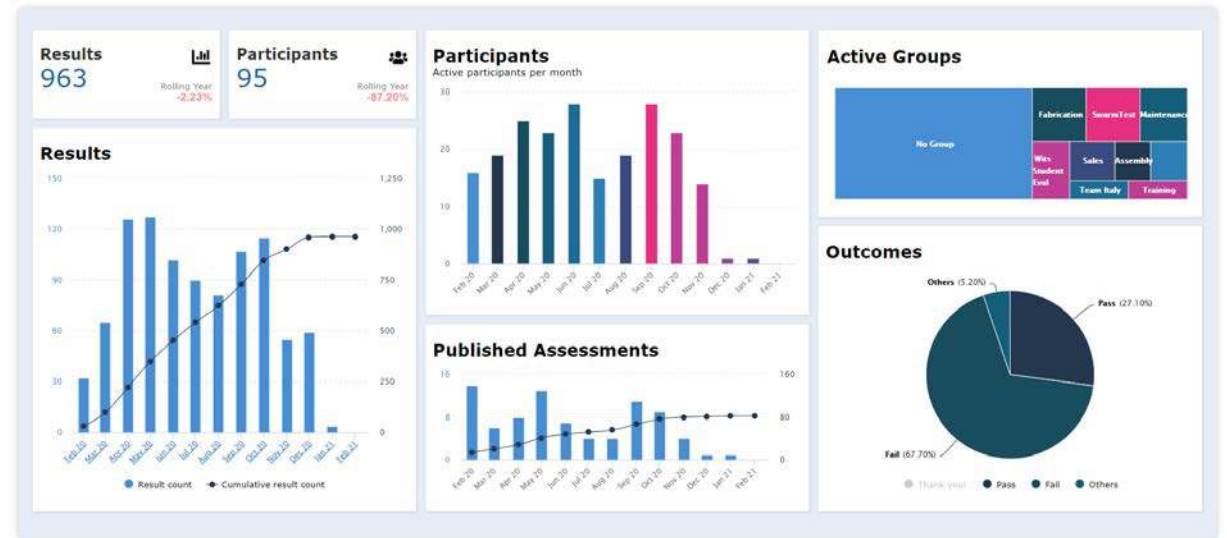 Results
963
Rolling Year
-2.23%
Participants
95
Rolling Year
-87.20%
Results
150
120
90
60
30
0
1,250
1,000
750
500
250
0
Feb 20
Mar 20
Apr 20
May 20
Jun 20
Jul 20
Aug 20
Sep 20
Oct 20
Nov 20
Dec 20
Jan 21
Feb 21
Result count
Cumulative result count
Participants
Active participants per month
30
20
10
0
Feb 20
Mar 20
Apr 20
May 20
Jun 20
Jul 20
Aug 20
Sep 20
Oct 20
Nov 20
Dec 20
Jan 21
Feb 21
Published Assessments
16
8
0
160
80
0
Feb 20
Mar 20
Apr 20
May 20
Jun 20
Jul 20
Aug 20
Sep 20
Oct 20
Nov 20
Dec 20
Jan 21
Feb 21
Active Groups
No Group
Fabrication
SwarmTest
Maintenance
Wits
Student
Eval
Sales
Assembly
Team Italy
Training
Outcomes
Others (5.20%)
Pass (27.10%)
Fail (67.70%)
Thank you!
Pass
Fail
Others